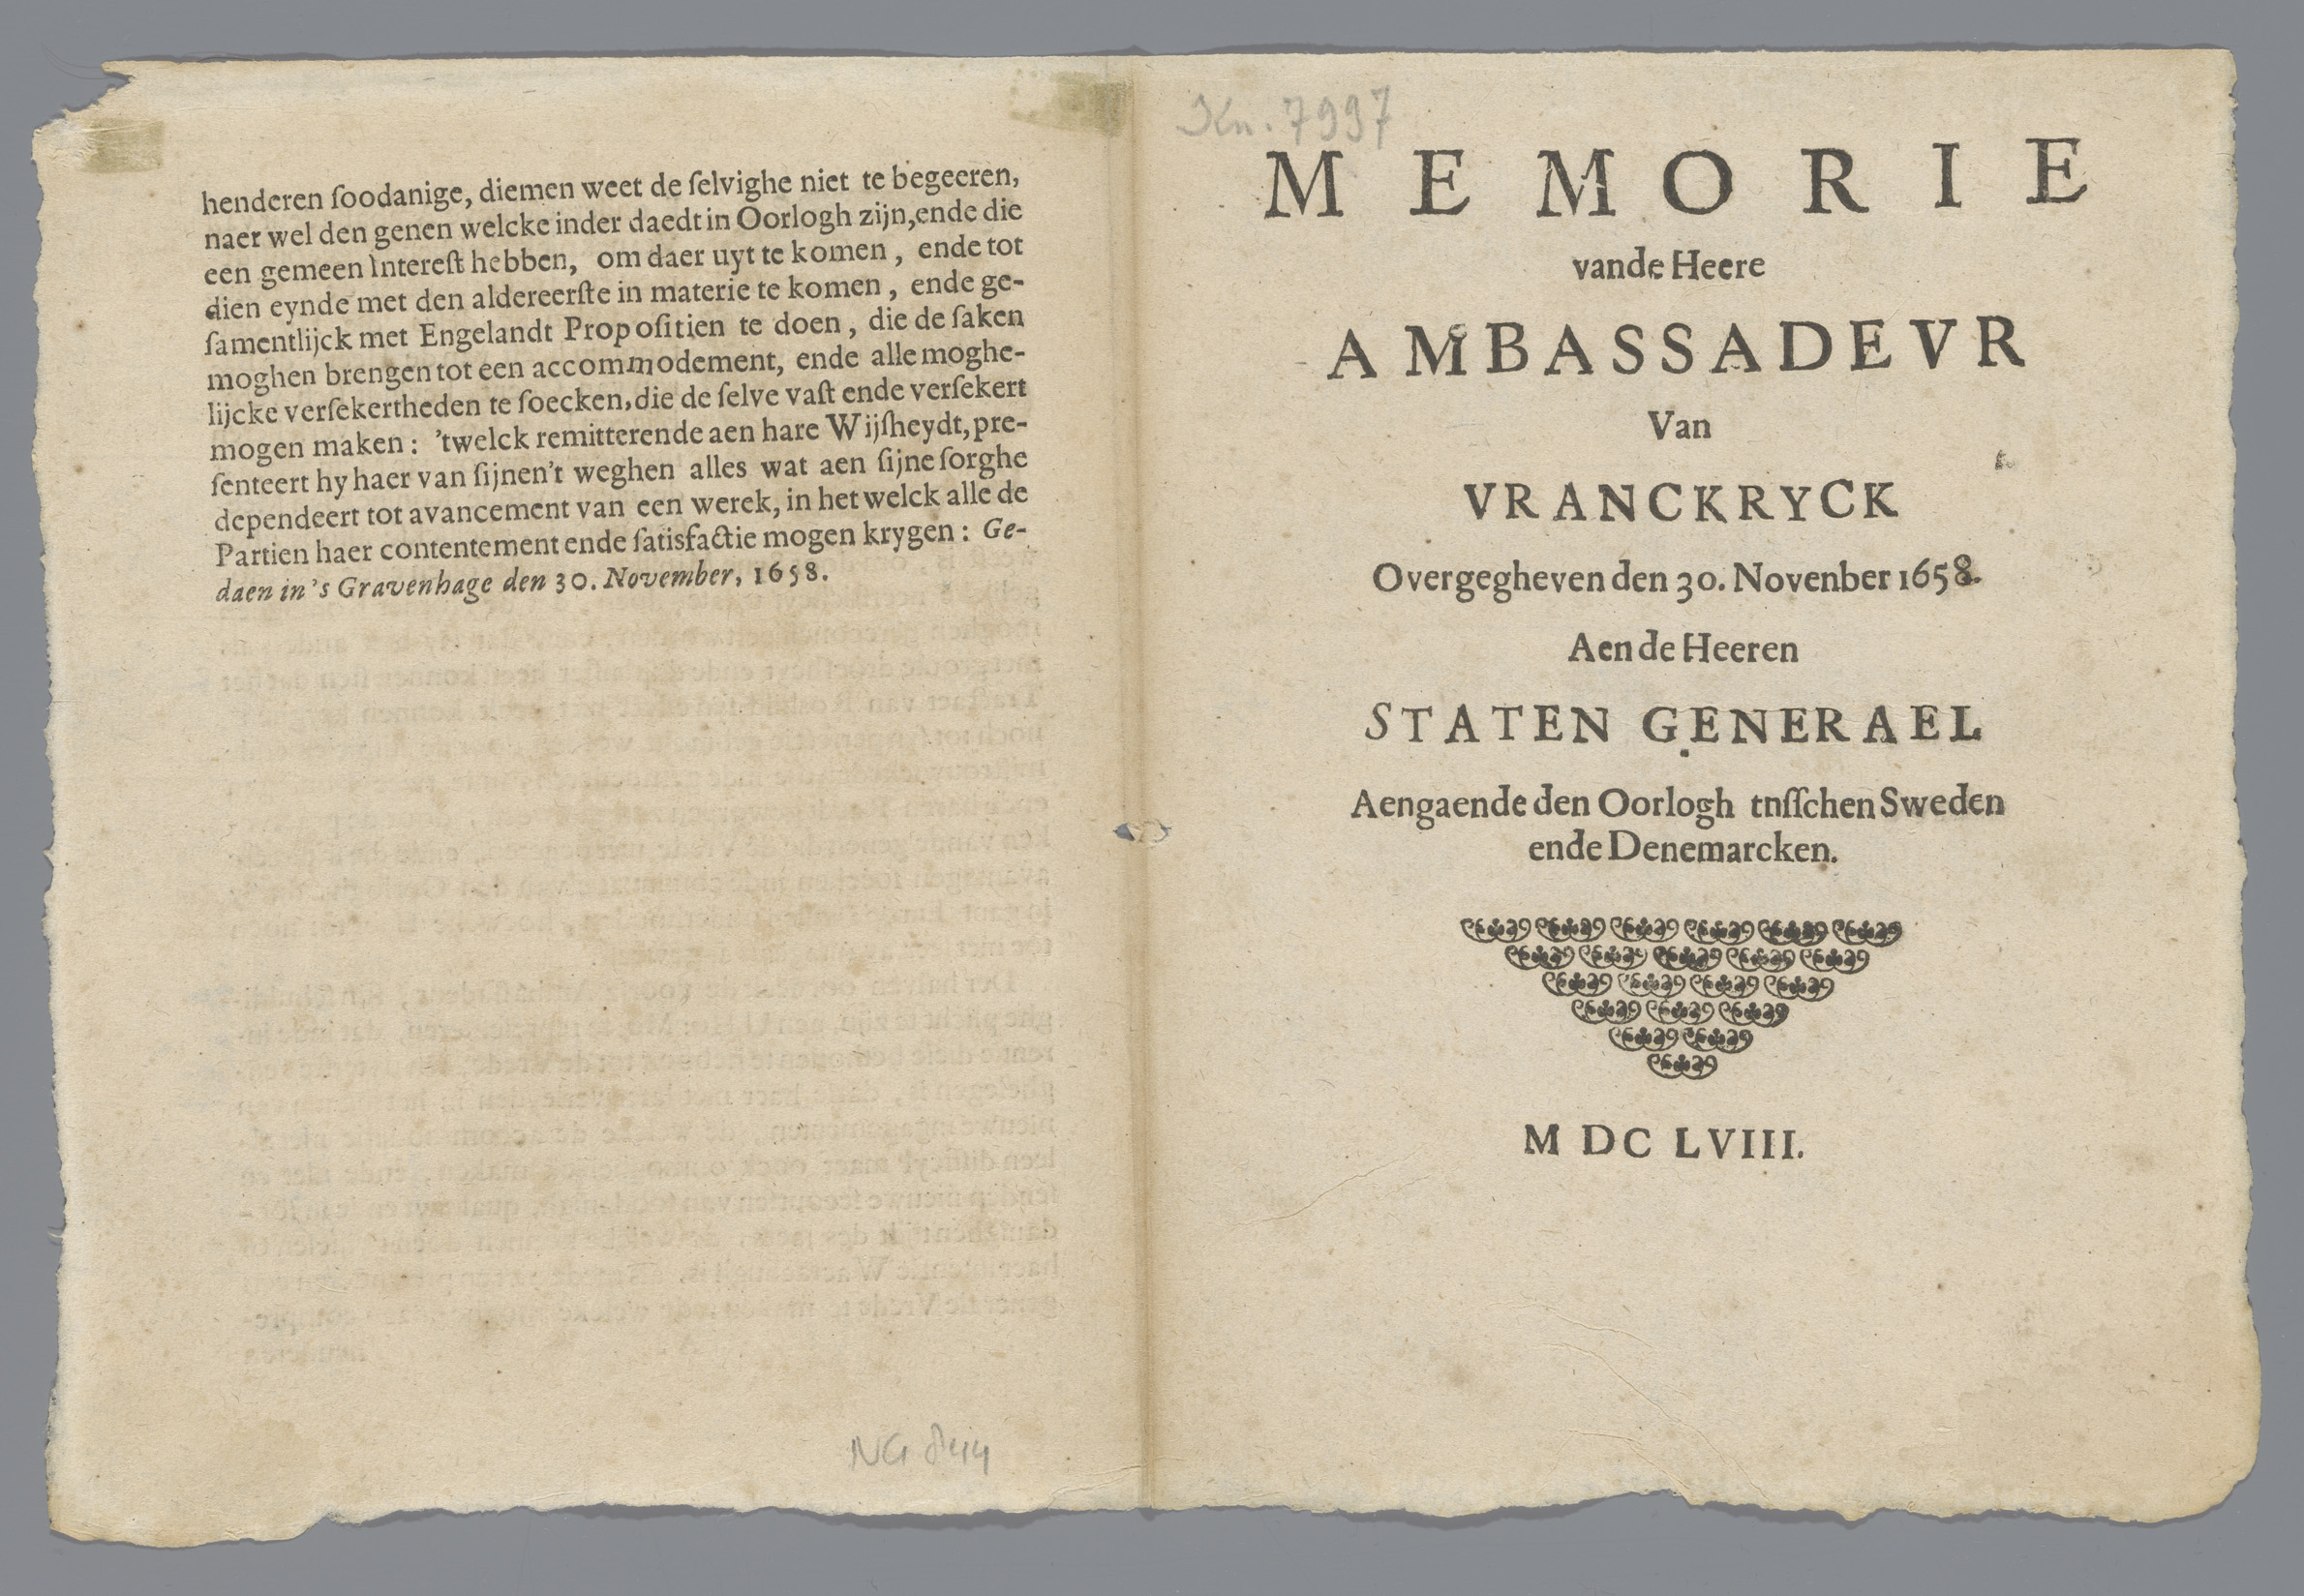 henderen ſoodanige, diemen weet de ſelvighe niet te begeeren,
naer wel den genen welcke inder daedt in Oorlogh zijn,ende die
een gemeen Intereſt hebben, om daer uyt te komen, ende tot
dien eynde met den aldereerſte in materie te komen, ende ge-
ſamentlijck met Engelandt Propoſitien te doen, die de ſaken
moghen brengen tot een accommodement, ende alle moghe-
lijcke verſekertheden te ſoecken, die de ſelve vaſt ende verſekert
mogen maken: 'twelck remitterende aen hare Wijſheydt, pre-
ſenteert hy haer van ſijnen't weghen alles wat aen ſijne ſorghe
dependeert tot avancement van een werek, in het welck alle de
Partien haer contentement ende ſatisfactie mogen krygen: Ge-
daen in's Gravenhage den 30. November, 1658.
NG 844
Kn. 7997
MEMORIE
vande Heere
AMBASSADEVR
Van
VRANCKRYCK
Overgegheven den 30. Novenber 1658.
Aen de Heeren
STATEN GENERAEL
Aengaende den Oorlogh tnſſchen Sweden
ende Denemarcken.
M DC LVIII.